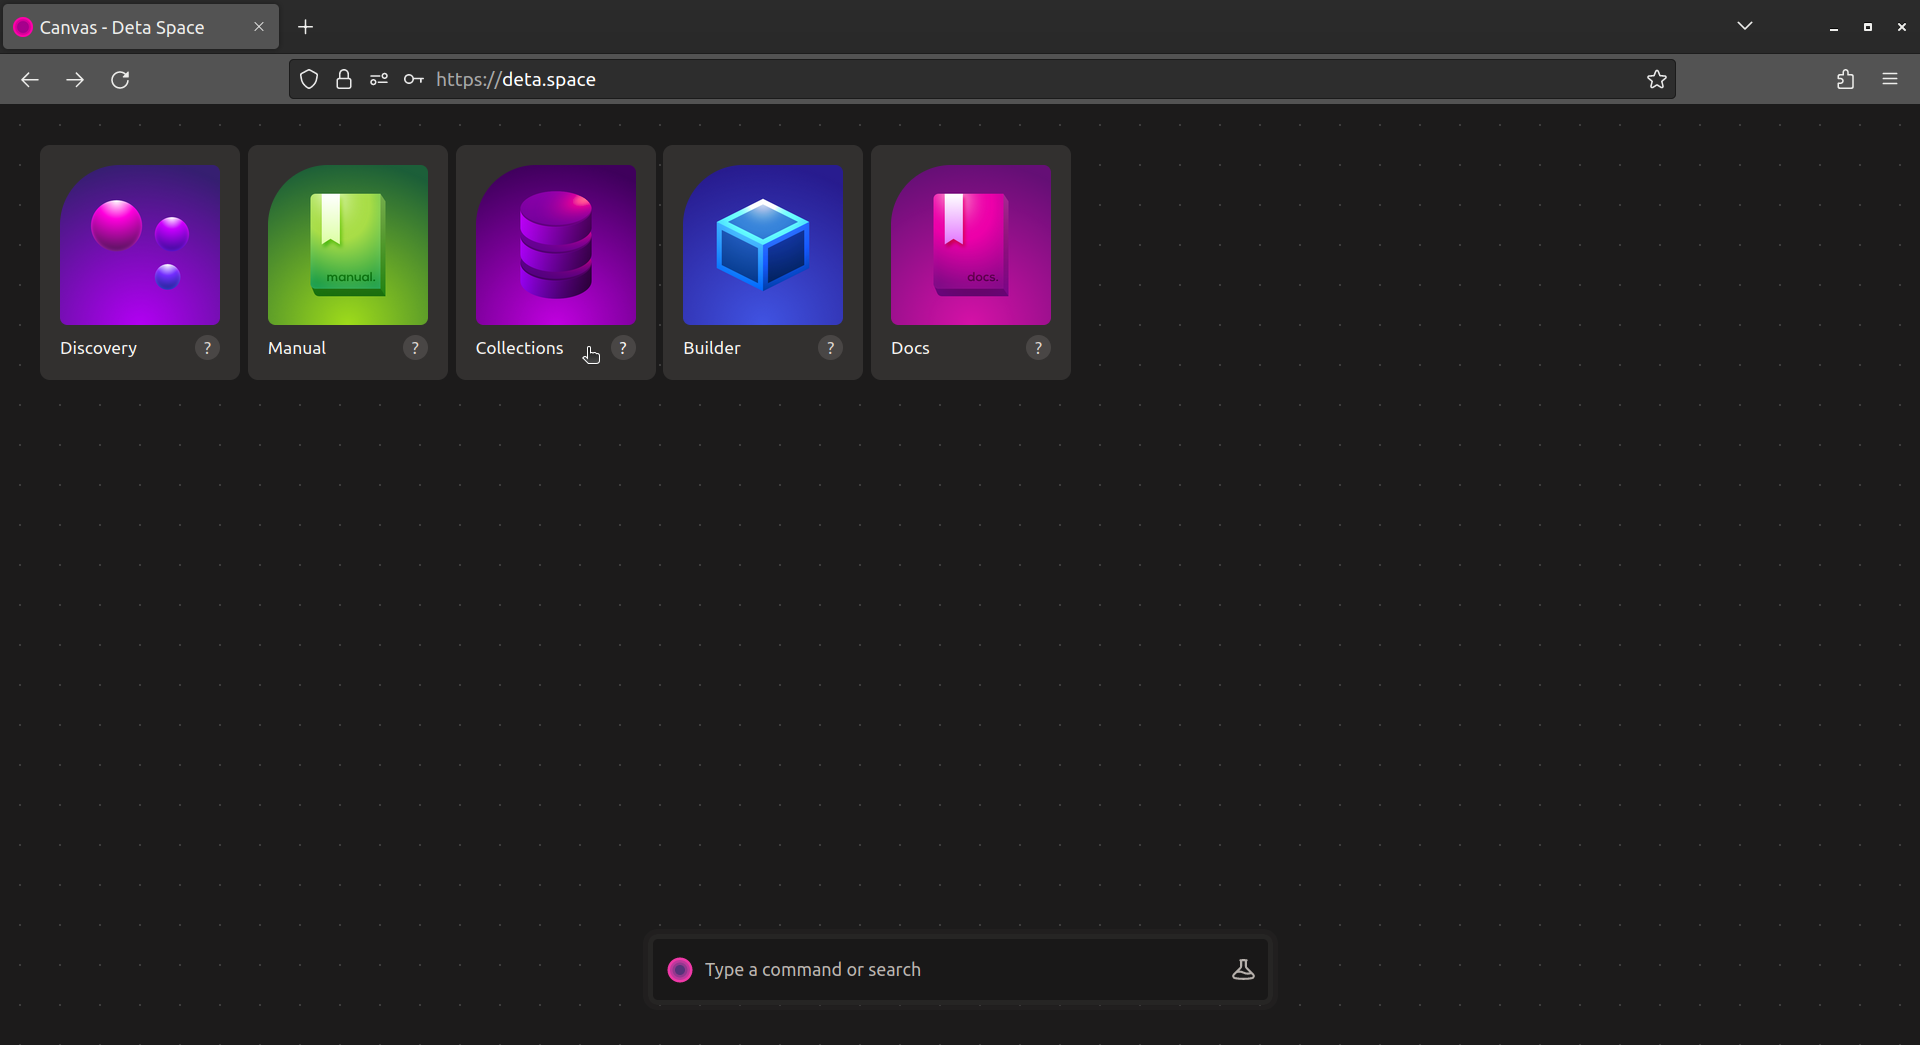 Canvas - Deta Space
https://deta.space
manual.
docs.
Discovery ?
Manual ?
Collections ?
Builder ?
Docs ?
Type a command or search